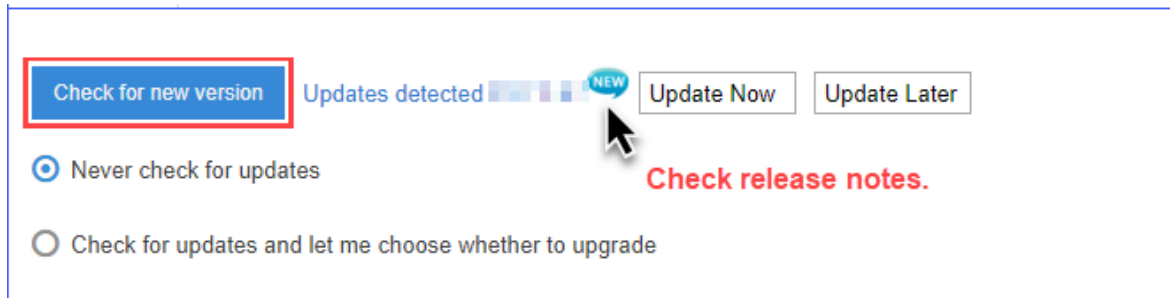 Check for new version Updates detected NEW Update Now Update Later
Never check for updates
Check release notes.
Check for updates and let me choose whether to upgrade